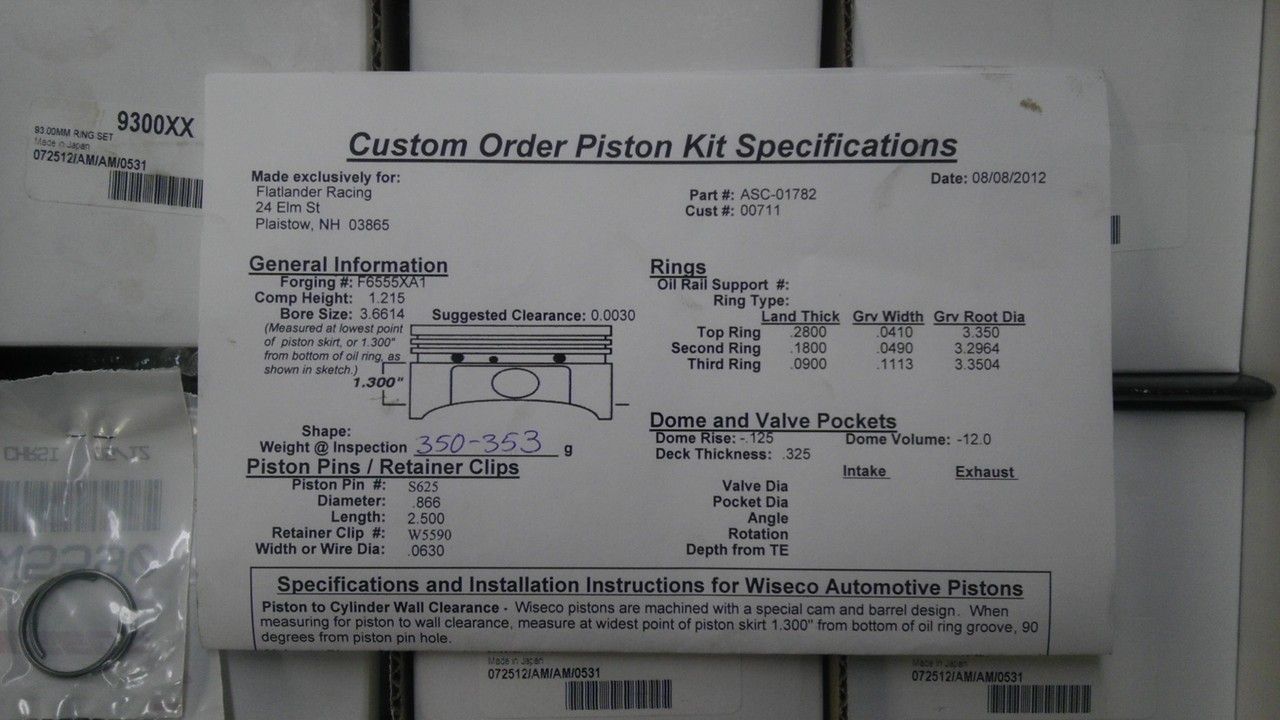 93.00MM RING SET 9300XX
Made in Japan
072512/AM/AM/0531
Custom Order Piston Kit Specifications
Made exclusively for:
Flatlander Racing
24 Elm St
Plaistow, NH 03865
Part #: ASC-01782
Cust #: 00711
Date: 08/08/2012
General Information
Forging #: F6555XA1
Comp Height: 1.215
Bore Size: 3.6614
(Measured at lowest point
of piston skirt, or 1.300"
from bottom of oil ring, as
shown in sketch.)
Suggested Clearance: 0.0030
1.300"
Shape:
Weight @ Inspection 350-353 g
Piston Pins / Retainer Clips
Piston Pin #: S625
Diameter: .866
Length: 2.500
Retainer Clip #: W5590
Width or Wire Dia: .0630
Rings
Oil Rail Support #:
Ring Type:
Land Thick Grv Width Grv Root Dia
Top Ring .2800 .0410 3.350
Second Ring .1800 .0490 3.2964
Third Ring .0900 .1113 3.3504
Dome and Valve Pockets
Dome Rise: -.125 Dome Volume: -12.0
Deck Thickness: .325
Intake Exhaust
Valve Dia
Pocket Dia
Angle
Rotation
Depth from TE
Specifications and Installation Instructions for Wiseco Automotive Pistons
Piston to Cylinder Wall Clearance - Wiseco pistons are machined with a special cam and barrel design. When
measuring for piston to wall clearance, measure at widest point of piston skirt 1.300" from bottom of oil ring groove, 90
degrees from piston pin hole.
Made in Japan
072512/AM/AM/0531
Made in Japan
072512/AM/AM/0531